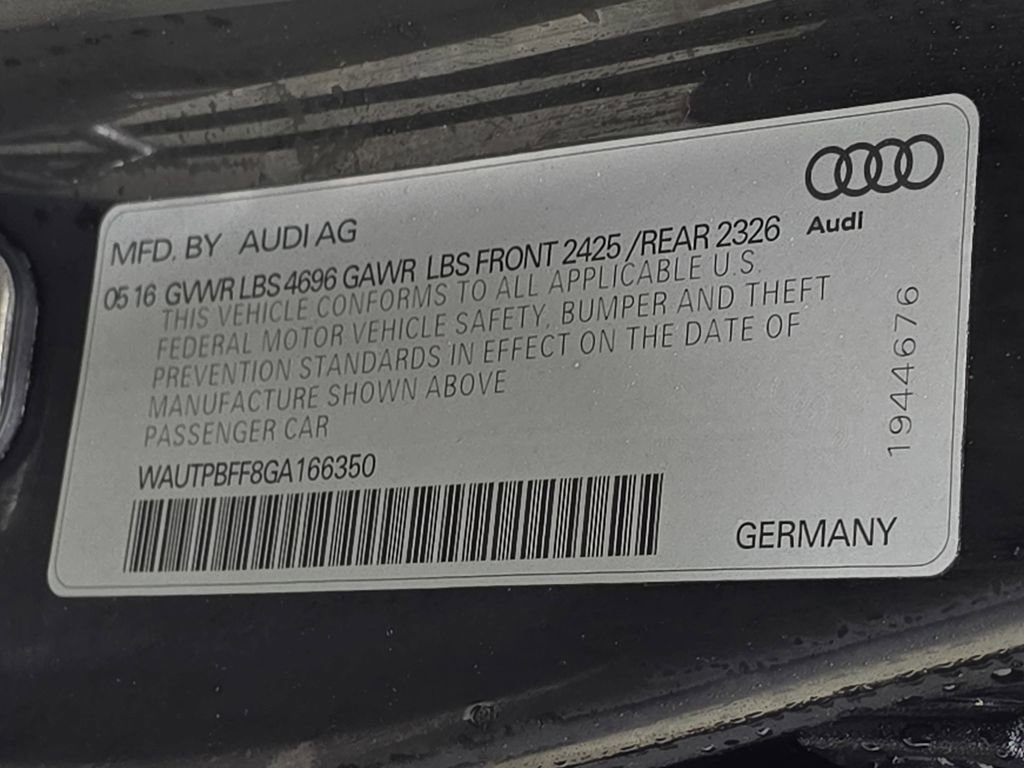 Audi
MFD. BY AUDI AG
05 16 GVWR LBS 4696 GAWR LBS FRONT 2425 /REAR 2326
THIS VEHICLE CONFORMS TO ALL APPLICABLE U.S.
FEDERAL MOTOR VEHICLE SAFETY, BUMPER AND THEFT
PREVENTION STANDARDS IN EFFECT ON THE DATE OF
MANUFACTURE SHOWN ABOVE
PASSENGER CAR
WAUTPBFF8GA166350
GERMANY
1944676